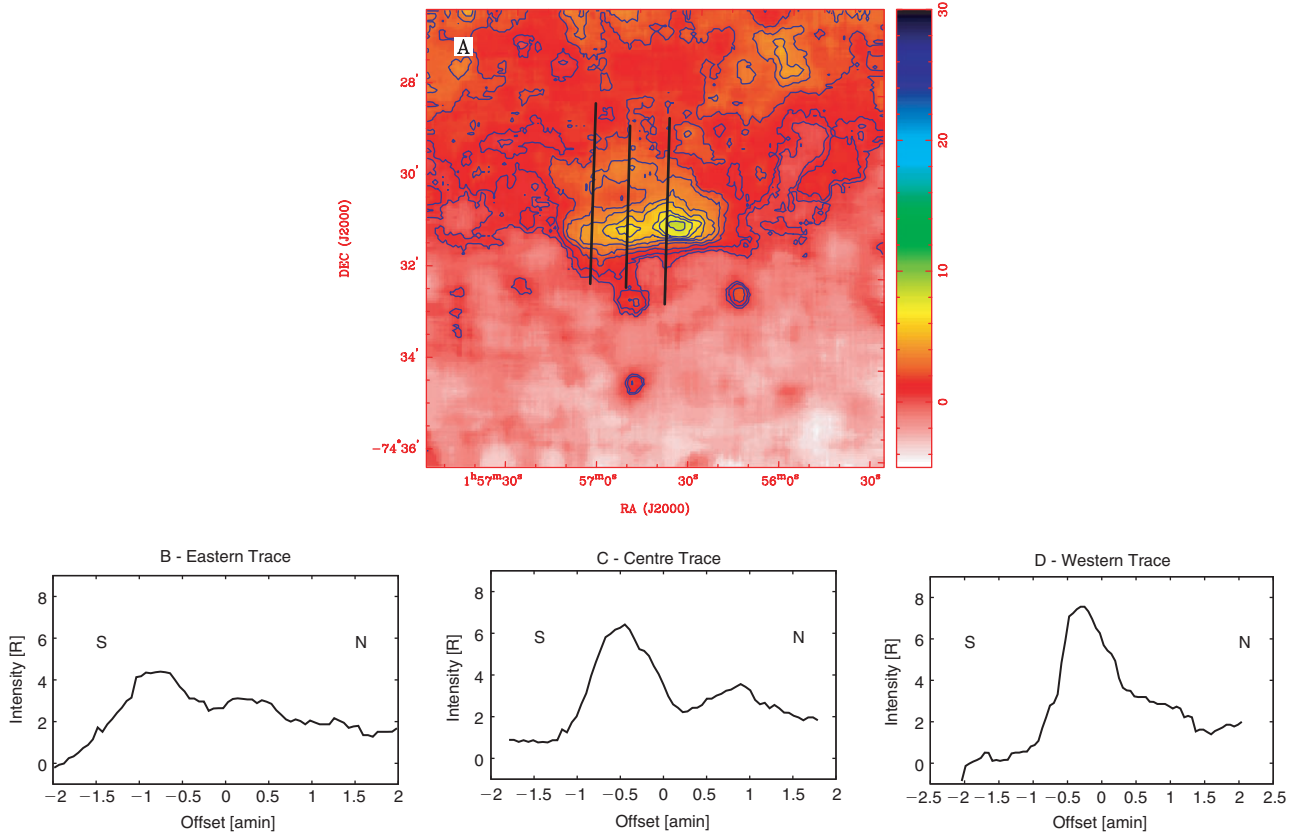 A
30
28'
20
30'
DEC (J2000)
32'
10
34'
0
−74°36'
1ʰ57ᵐ30ˢ 57ᵐ0ˢ 30ˢ 56ᵐ0ˢ 30ˢ
RA (J2000)
B - Eastern Trace
Intensity [R]
8
6
4
2
0
S N
−2 −1.5 −1 −0.5 0 0.5 1 1.5 2
Offset [amin]
C - Centre Trace
Intensity [R]
8
6
4
2
0
S N
−2 −1.5 −1 −0.5 0 0.5 1 1.5 2
Offset [amin]
D - Western Trace
Intensity [R]
8
6
4
2
0
S N
−2.5 −2 −1.5 −1 −0.5 0 0.5 1 1.5 2 2.5
Offset [amin]